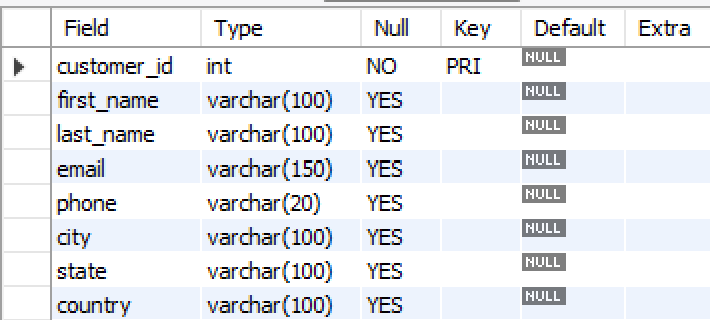 Field Type Null Key Default Extra
customer_id int NO PRI NULL
first_name varchar(100) YES NULL
last_name varchar(100) YES NULL
email varchar(150) YES NULL
phone varchar(20) YES NULL
city varchar(100) YES NULL
state varchar(100) YES NULL
country varchar(100) YES NULL